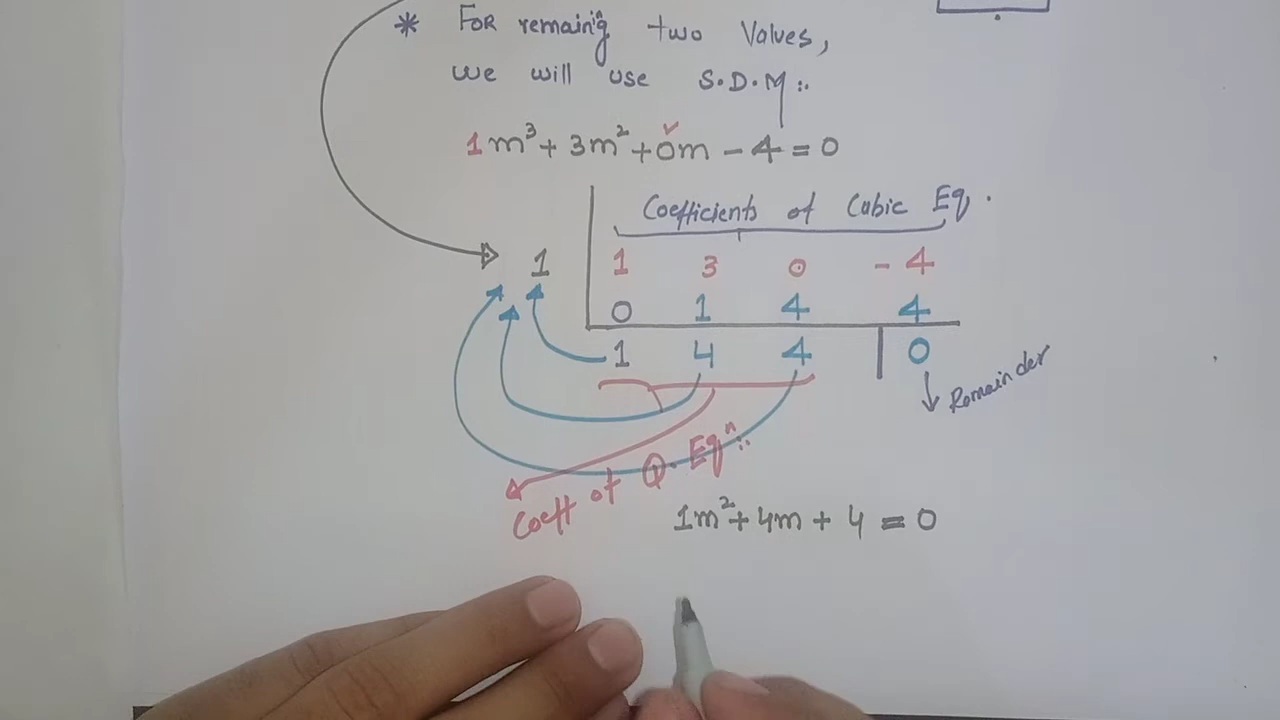 * For remaing two Values,
we will use S.D.M:.
1m³ + 3m² + 0m - 4 = 0
Coefficients of Cubic Eq.
1 1 3 0 -4
0 1 4 4
1 4 4 0
Remainder
Coeff of Q. Eqⁿ:.
1m² + 4m + 4 = 0